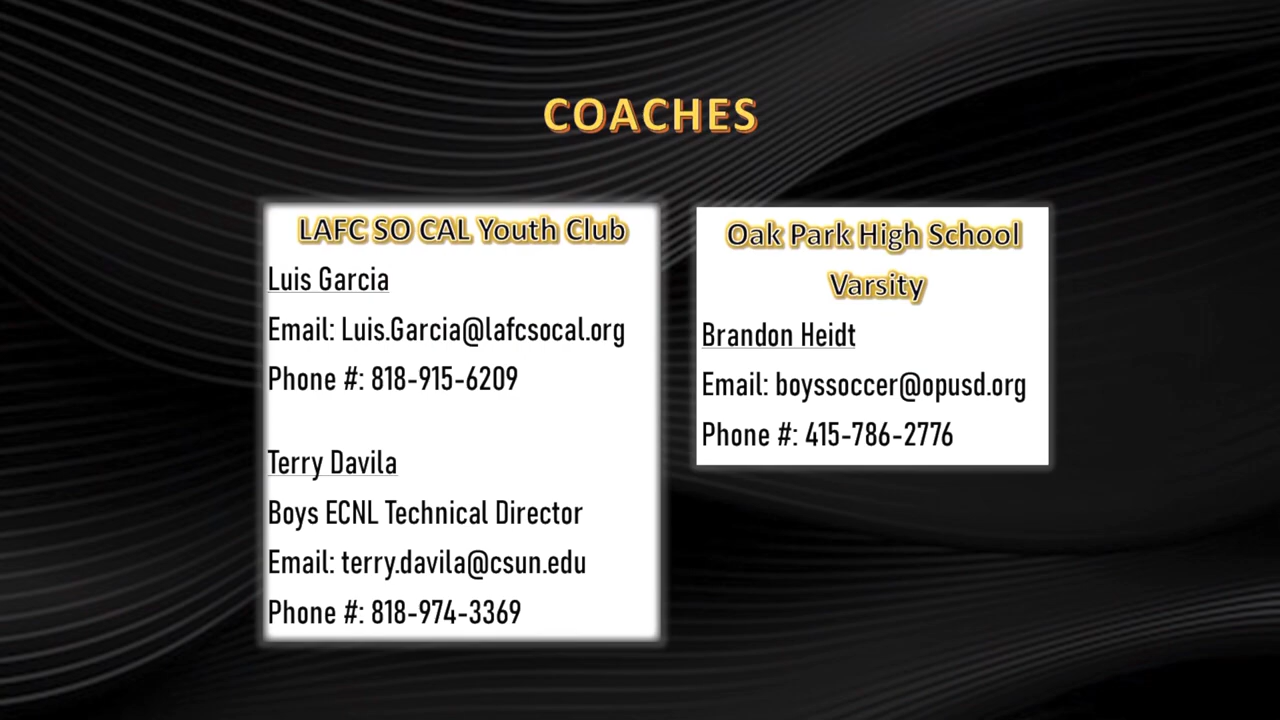 COACHES
LAFC SO CAL Youth Club
Luis Garcia
Email: Luis.Garcia@lafcsocal.org
Phone #: 818-915-6209
Terry Davila
Boys ECNL Technical Director
Email: terry.davila@csun.edu
Phone #: 818-974-3369
Oak Park High School
Varsity
Brandon Heidt
Email: boyssoccer@opusd.org
Phone #: 415-786-2776